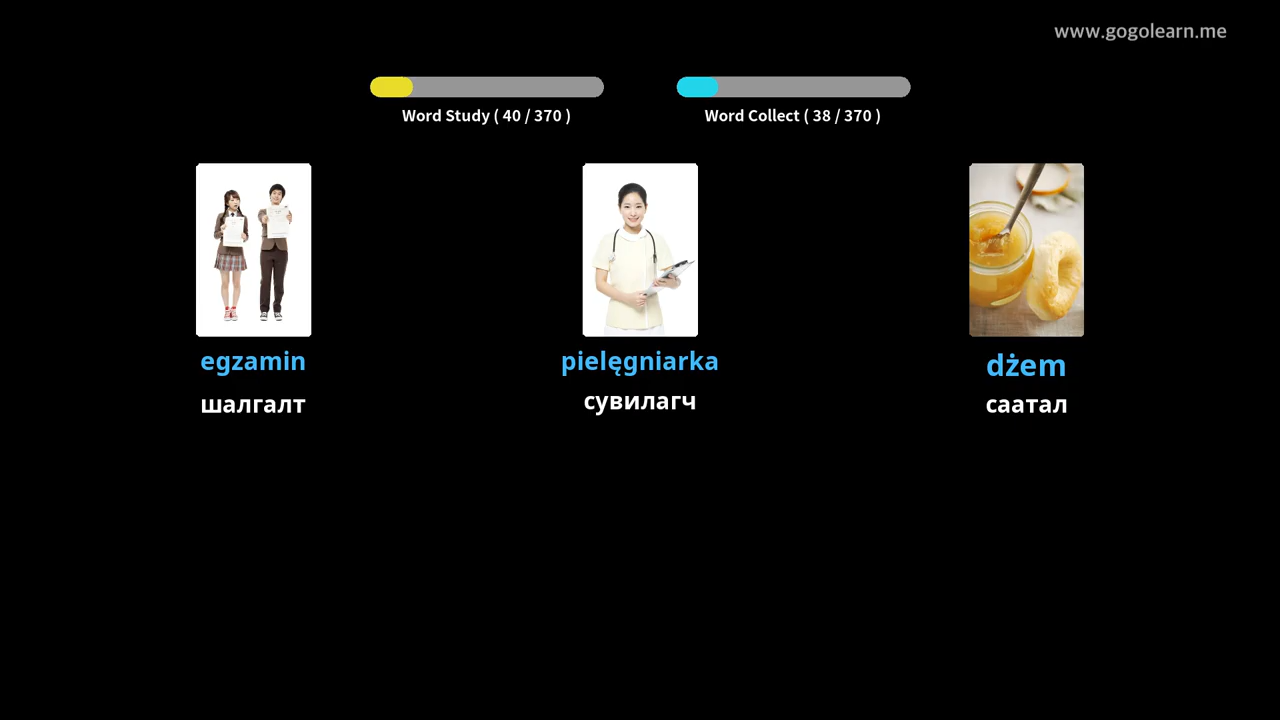 www.gogolearn.me
Word Study ( 40 / 370 )
Word Collect ( 38 / 370 )
egzamin
шалгалт
pielęgniarka
сувилагч
dżem
саатал